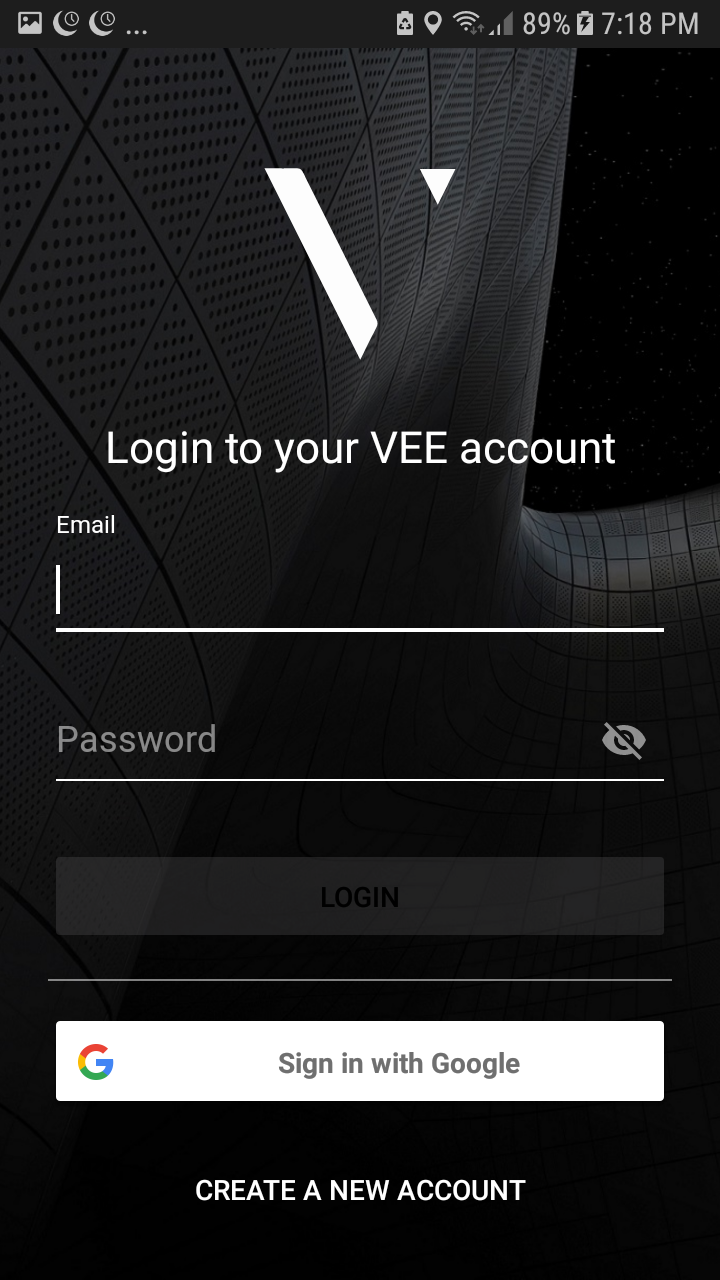 ... 89% 7:18 PM
Login to your VEE account
Email
Password
LOGIN
Sign in with Google
CREATE A NEW ACCOUNT